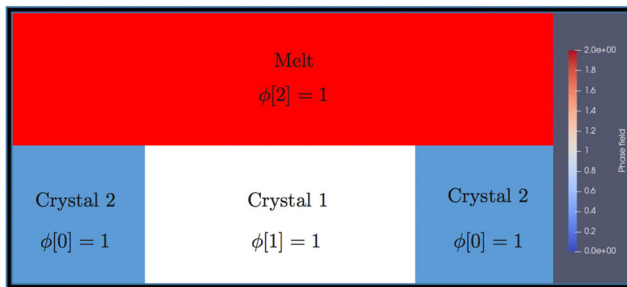 Melt
ϕ[2] = 1
Crystal 2
ϕ[0] = 1
Crystal 1
ϕ[1] = 1
Crystal 2
ϕ[0] = 1
2.0e+00
1.8
1.6
1.4
1.2
1
0.8
0.6
0.4
0.2
0.0e+00
Phase field